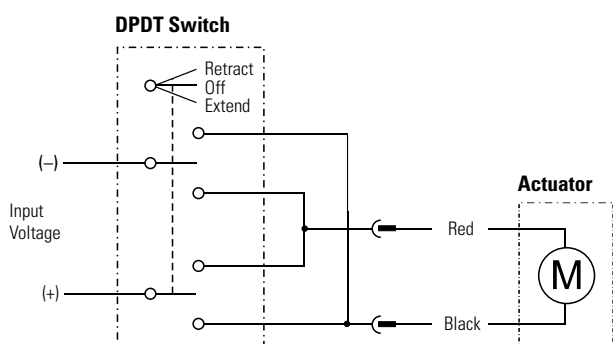 DPDT Switch
Retract
Off
Extend
(–)
Input
Voltage
(+)
Red
Black
Actuator
M